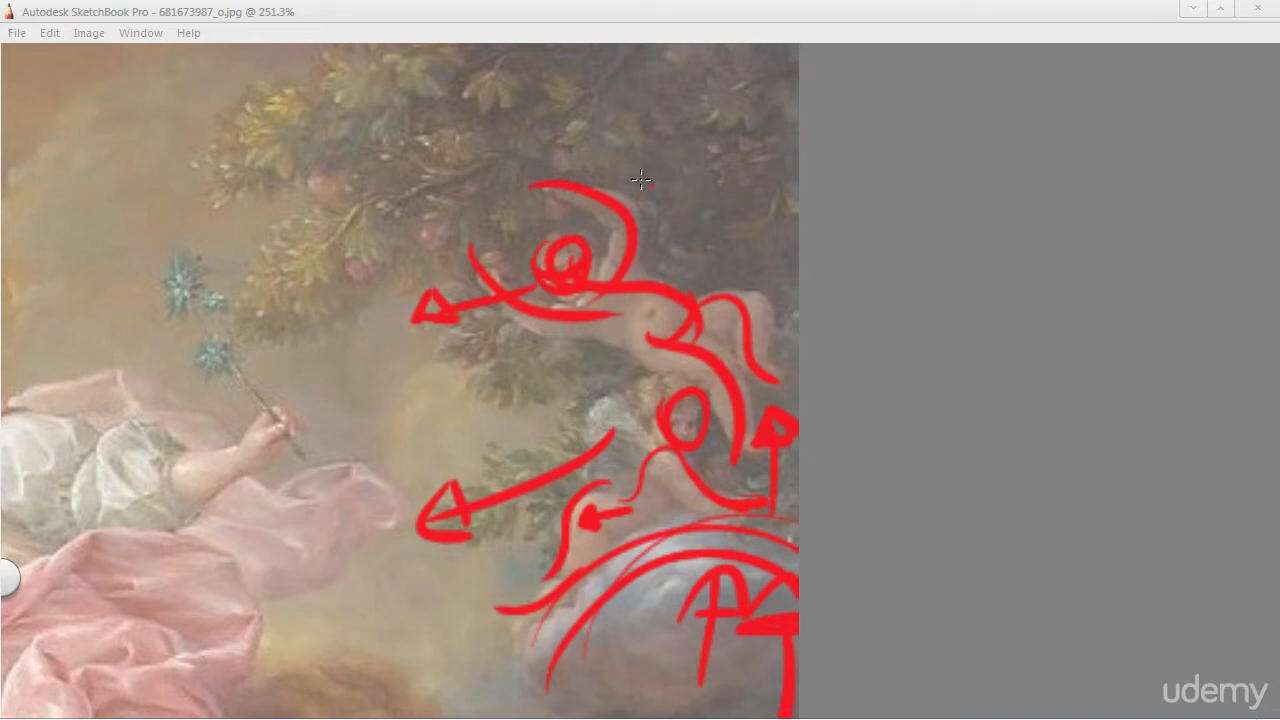 Autodesk SketchBook Pro - 681673987_o.jpg @ 251.3%
File Edit Image Window Help
udemy